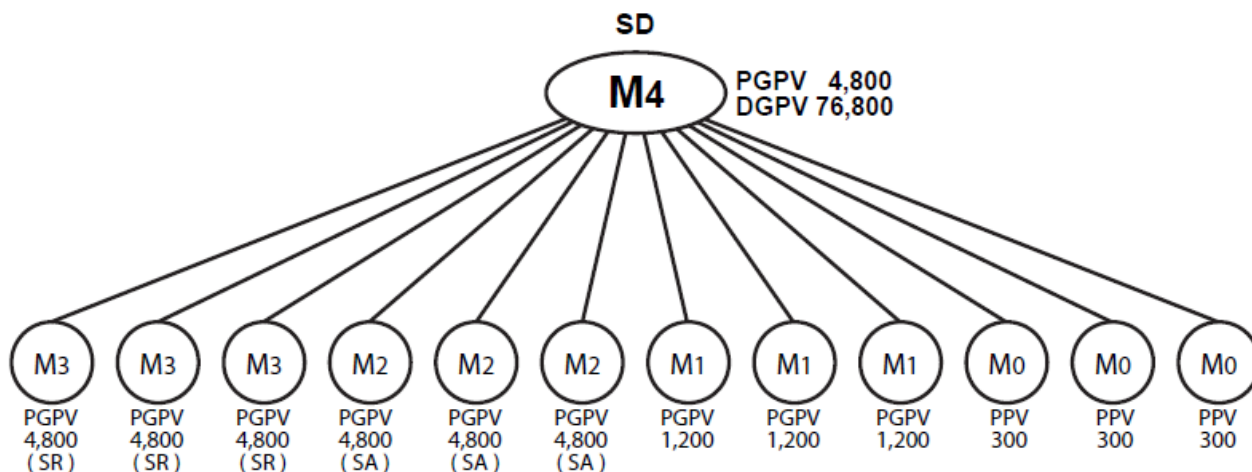 SD
M4
PGPV 4,800
DGPV 76,800
M3 M3 M3 M2 M2 M2 M1 M1 M1 M0 M0 M0
PGPV PGPV PGPV PGPV PGPV PGPV PGPV PGPV PGPV PPV PPV PPV
4,800 4,800 4,800 4,800 4,800 4,800 1,200 1,200 1,200 300 300 300
( SR ) ( SR ) ( SR ) ( SA ) ( SA ) ( SA )